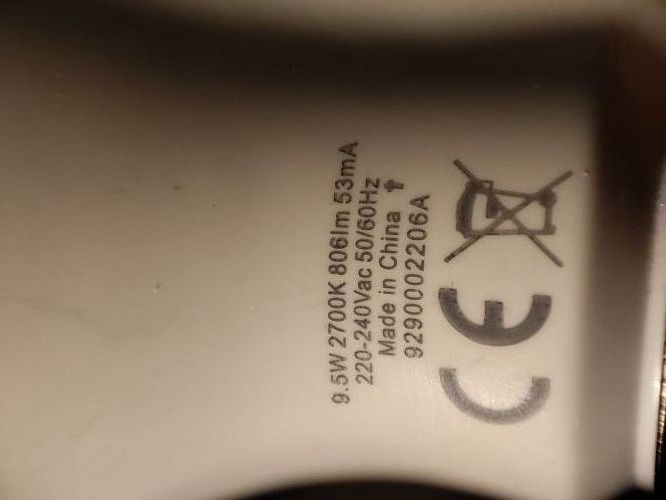 9.5W 2700K 806lm 53mA
220-240Vac 50/60Hz
Made in China
9290002206A
CE